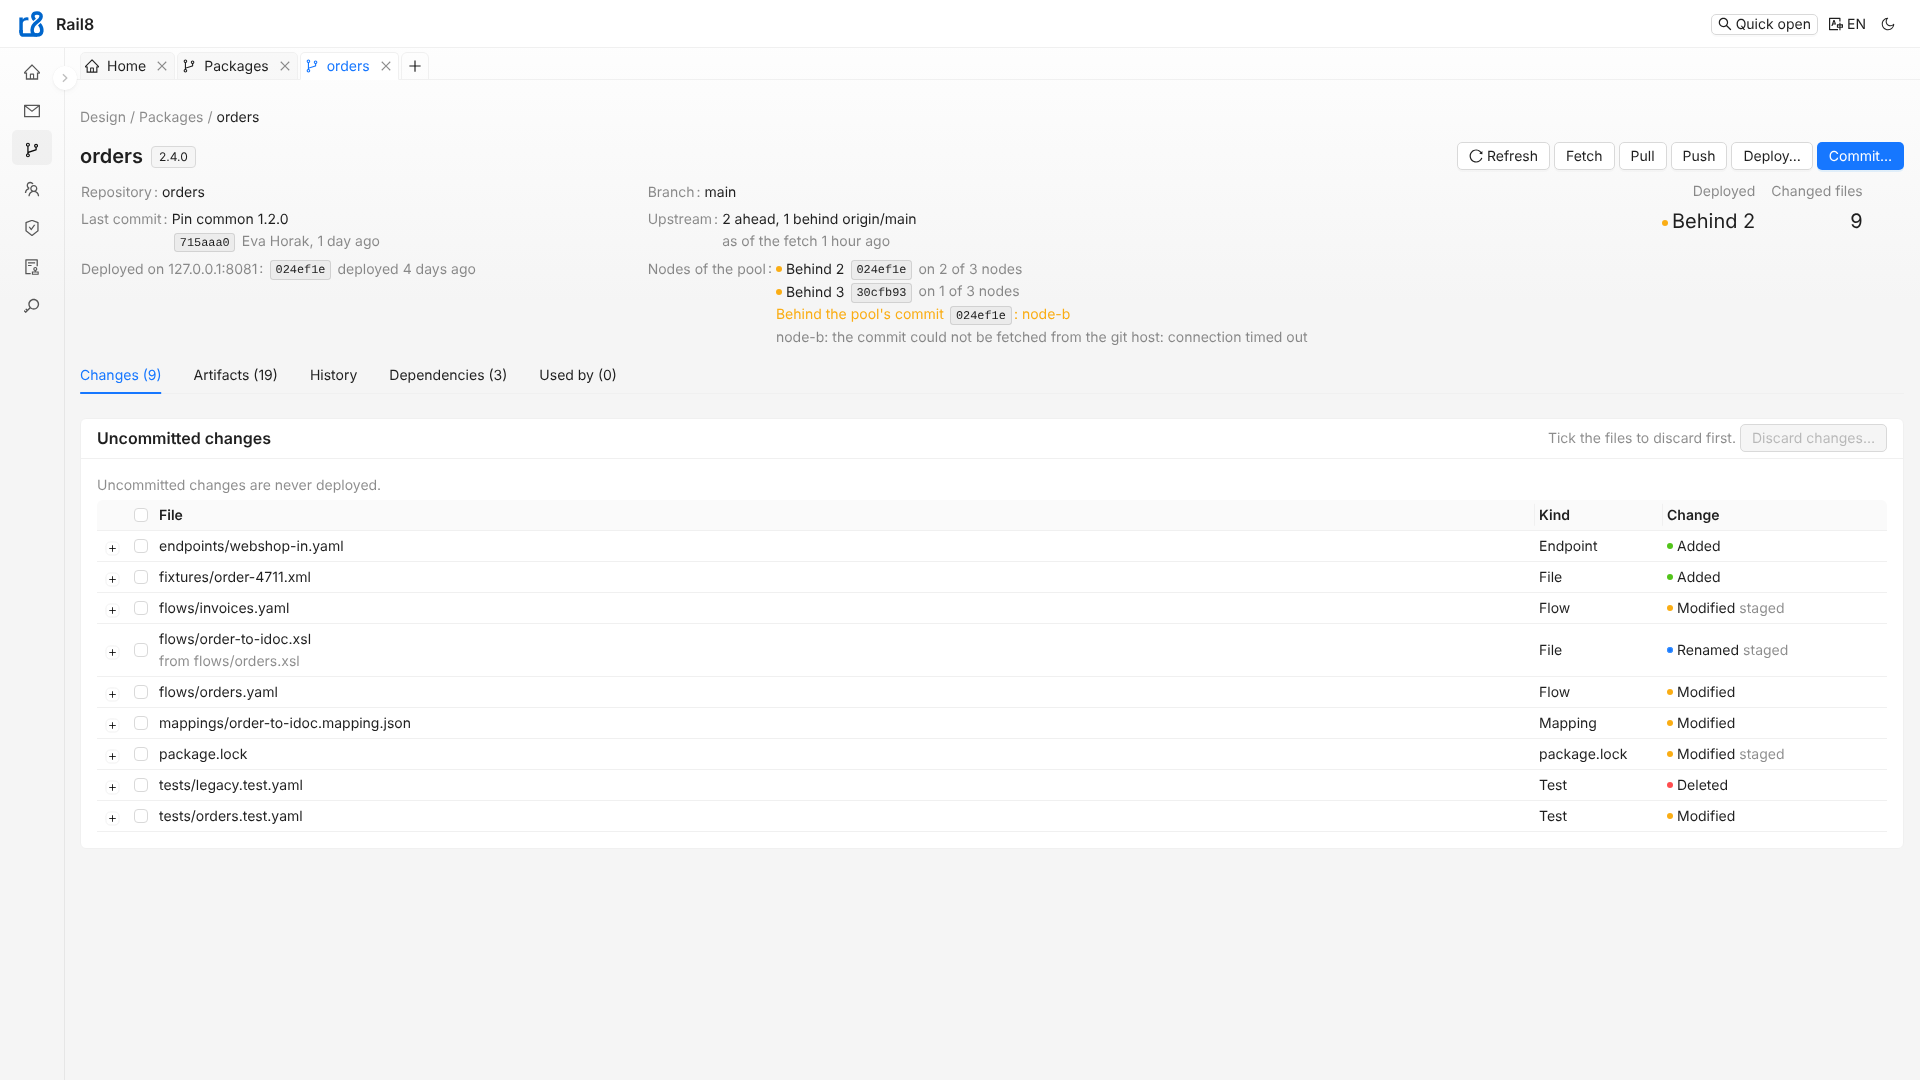 Rail8
Quick open
EN
Home
Packages
orders
Design / Packages / orders
orders 2.4.0
Refresh
Fetch
Pull
Push
Deploy...
Commit...
Repository: orders
Branch: main
Deployed
Behind 2
Changed files
9
Last commit: Pin common 1.2.0
715aaa0 Eva Horak, 1 day ago
Upstream: 2 ahead, 1 behind origin/main
as of the fetch 1 hour ago
Deployed on 127.0.0.1:8081: 024ef1e deployed 4 days ago
Nodes of the pool: Behind 2 024ef1e on 2 of 3 nodes
Behind 3 30cfb93 on 1 of 3 nodes
Behind the pool's commit 024ef1e : node-b
node-b: the commit could not be fetched from the git host: connection timed out
Changes (9)
Artifacts (19)
History
Dependencies (3)
Used by (0)
Uncommitted changes
Tick the files to discard first.
Discard changes...
Uncommitted changes are never deployed.
File Kind Change
endpoints/webshop-in.yaml Endpoint Added
fixtures/order-4711.xml File Added
flows/invoices.yaml Flow Modified staged
flows/order-to-idoc.xsl
from flows/orders.xsl File Renamed staged
flows/orders.yaml Flow Modified
mappings/order-to-idoc.mapping.json Mapping Modified
package.lock package.lock Modified staged
tests/legacy.test.yaml Test Deleted
tests/orders.test.yaml Test Modified